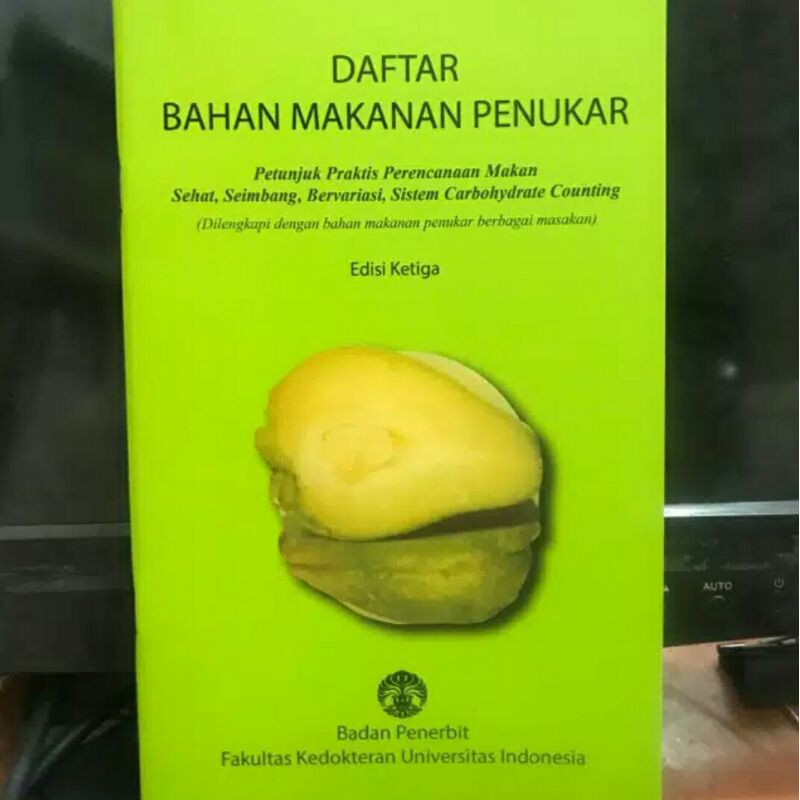 DAFTAR
BAHAN MAKANAN PENUKAR
Petunjuk Praktis Perencanaan Makan
Sehat, Seimbang, Bervariasi, Sistem Carbohydrate Counting
(Dilengkapi dengan bahan makanan penukar berbagai masakan)
Edisi Ketiga
AUTO
Badan Penerbit
Fakultas Kedokteran Universitas Indonesia